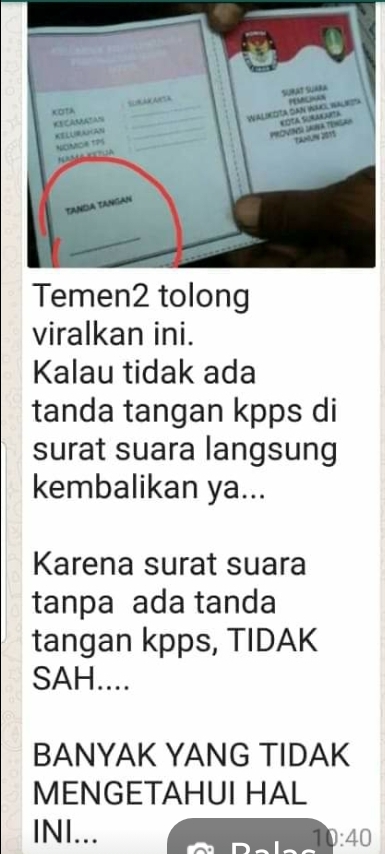 KOTA : SURAKARTA
KECAMATAN
KELURAHAN
NOMOR TPS
NAMA KETUA
TANDA TANGAN
SURAT SUARA
PEMILIHAN
WALIKOTA DAN WAKIL WALIKOTA
KOTA SURAKARTA
PROVINSI JAWA TENGAH
TAHUN 2015
Temen2 tolong
viralkan ini.
Kalau tidak ada
tanda tangan kpps di
surat suara langsung
kembalikan ya...
Karena surat suara
tanpa ada tanda
tangan kpps, TIDAK
SAH....
BANYAK YANG TIDAK
MENGETAHUI HAL
INI...
10:40